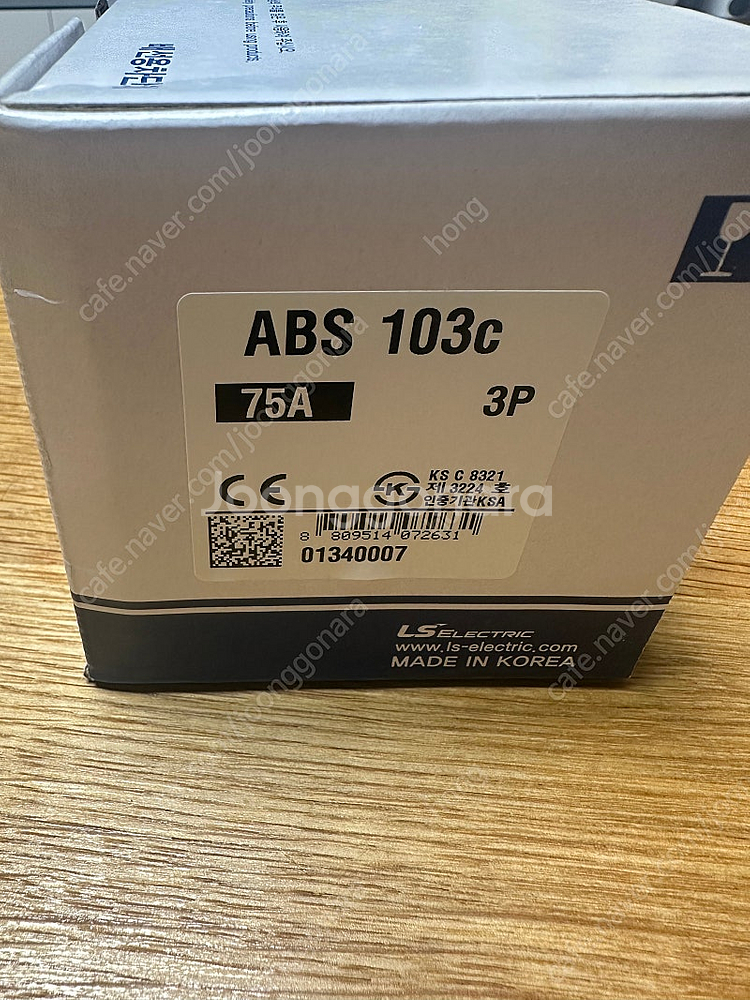 ABS 103c
75A
3P
CE
KS C 8321
제 3224 호
인증기관KSA
8 809514 072631
01340007
LS ELECTRIC
www.ls-electric.com
MADE IN KOREA
Joonggonara
cafe.naver.com/joonggonara
hong